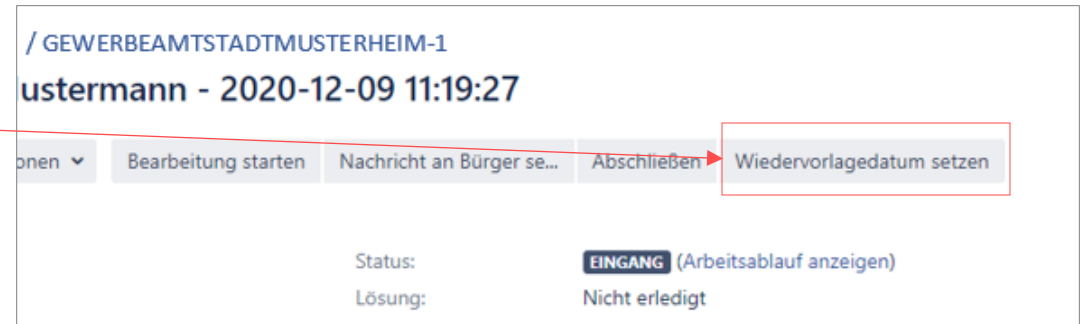 / GEWERBEAMTSTADTMUSTERHEIM-1
ustermann - 2020-12-09 11:19:27
onen Bearbeitung starten Nachricht an Bürger se... Abschließen Wiedervorlagedatum setzen
Status: EINGANG (Arbeitsablauf anzeigen)
Lösung: Nicht erledigt